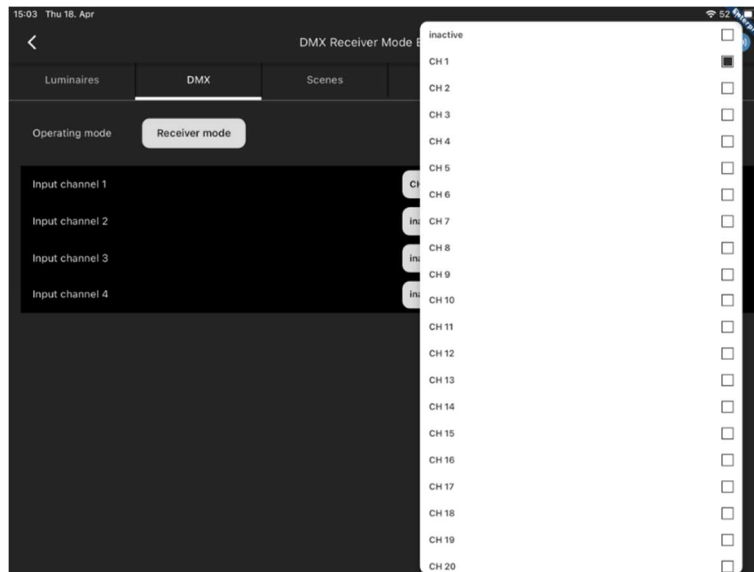 15:03 Thu 18. Apr
52
DMX Receiver Mode
Luminaires
DMX
Scenes
Operating mode
Receiver mode
Input channel 1
Input channel 2
Input channel 3
Input channel 4
inactive
CH 1
CH 2
CH 3
CH 4
CH 5
CH 6
CH 7
CH 8
CH 9
CH 10
CH 11
CH 12
CH 13
CH 14
CH 15
CH 16
CH 17
CH 18
CH 19
CH 20